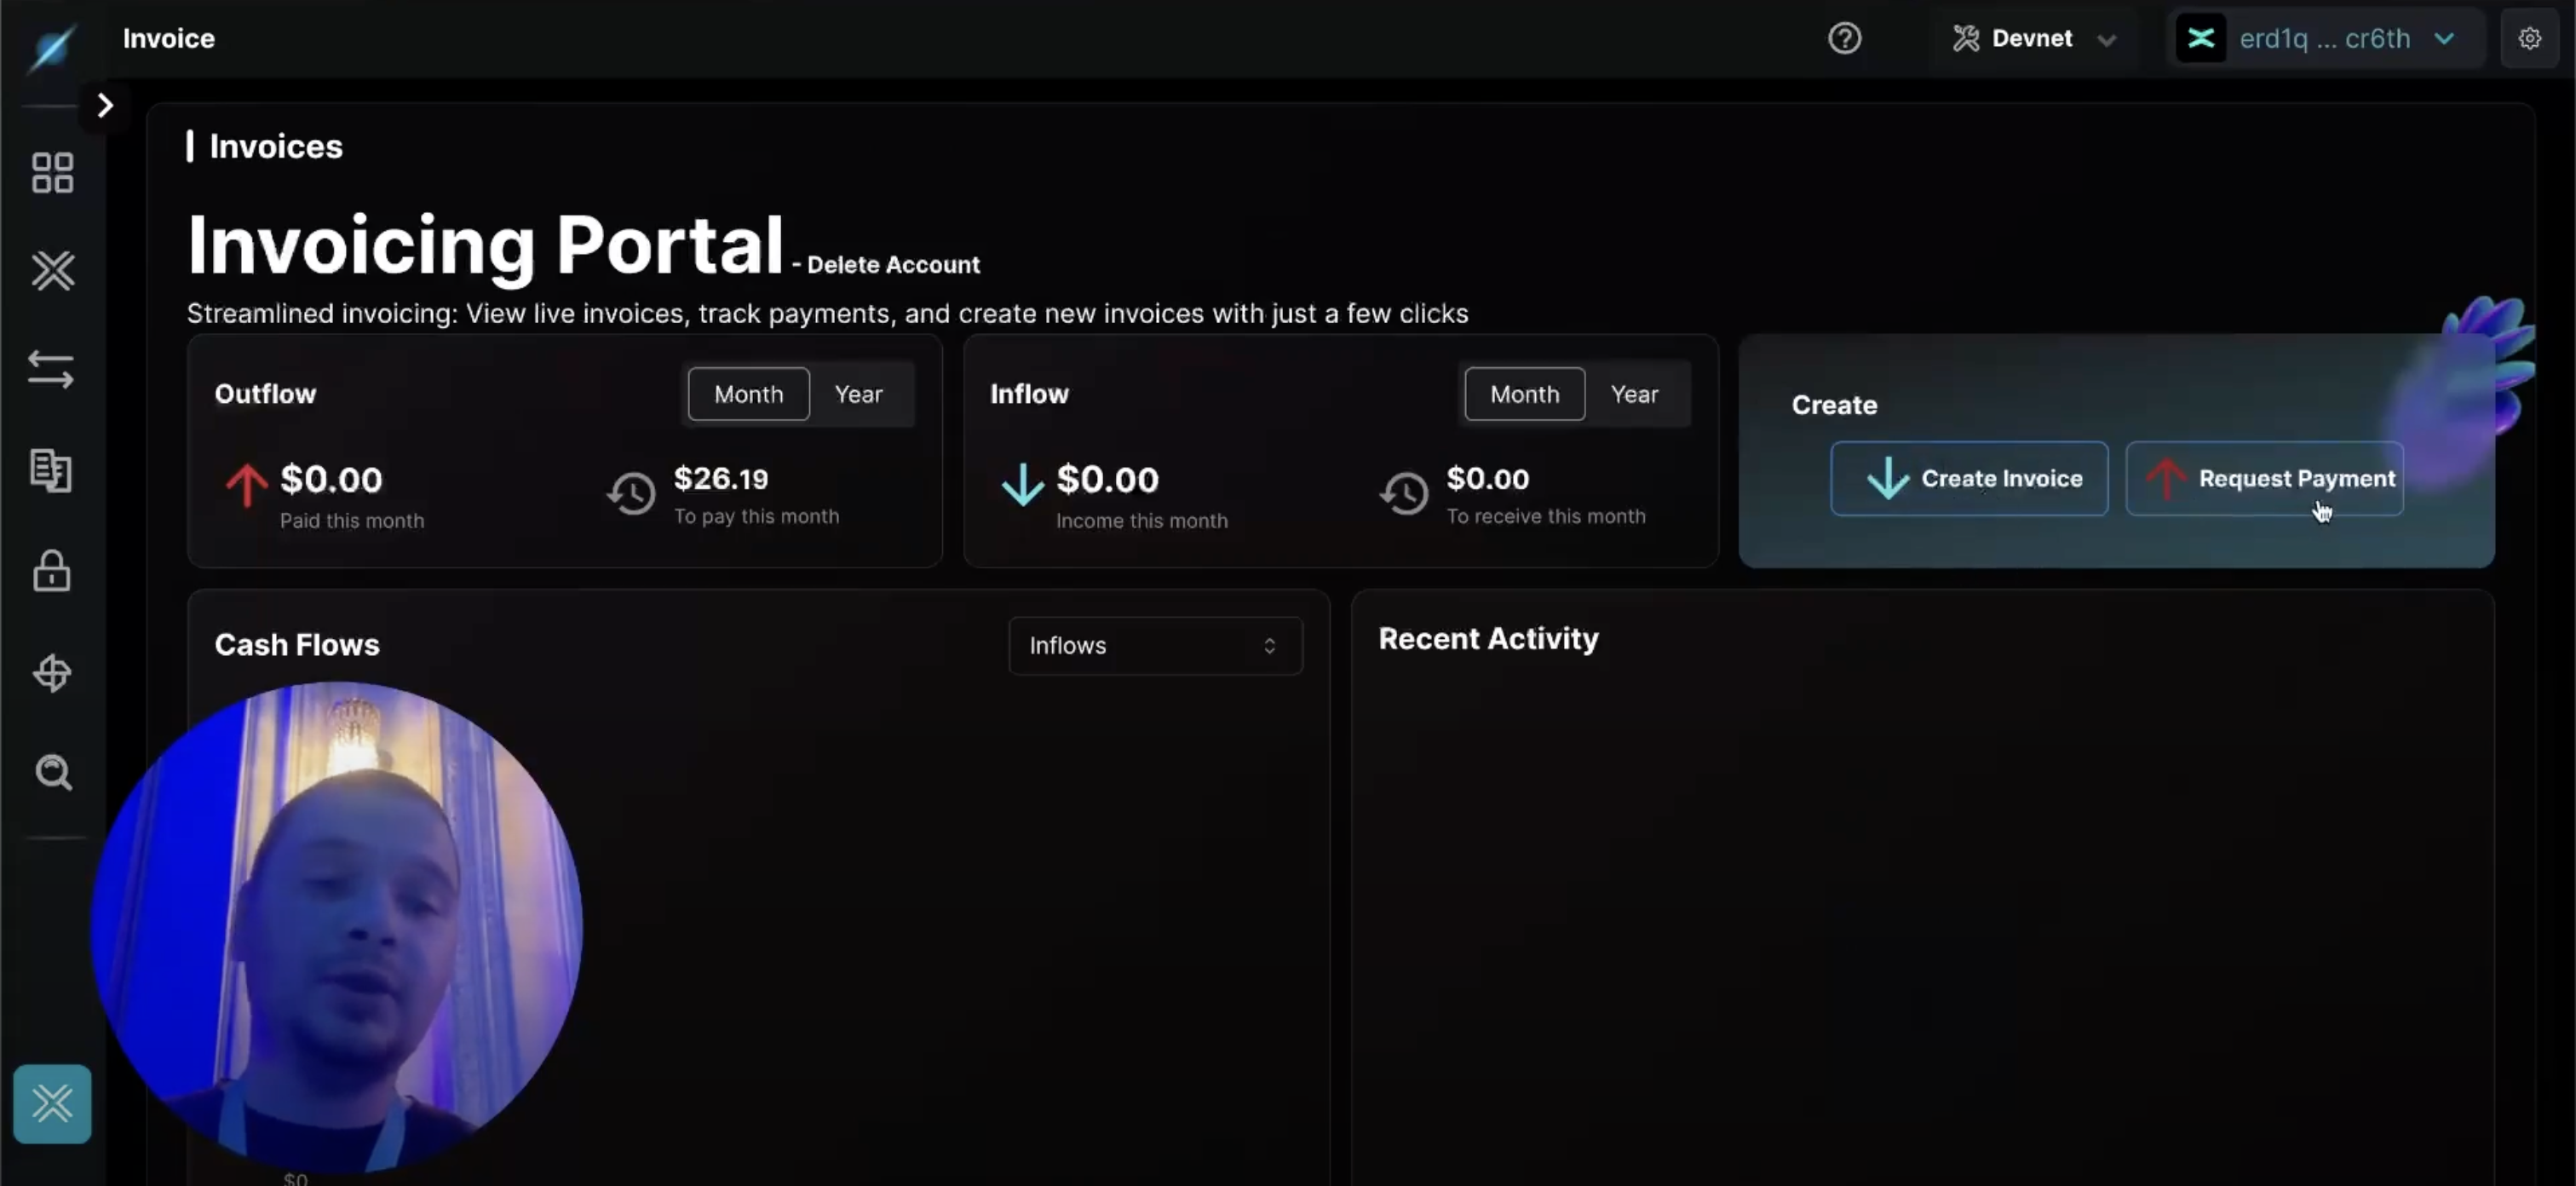 Invoice
Devnet
erd1q ... cr6th
Invoices
Invoicing Portal - Delete Account
Streamlined invoicing: View live invoices, track payments, and create new invoices with just a few clicks
Outflow
Month
Year
$0.00
Paid this month
$26.19
To pay this month
Inflow
Month
Year
$0.00
Income this month
$0.00
To receive this month
Create
Create Invoice
Request Payment
Cash Flows
Inflows
Recent Activity
$0